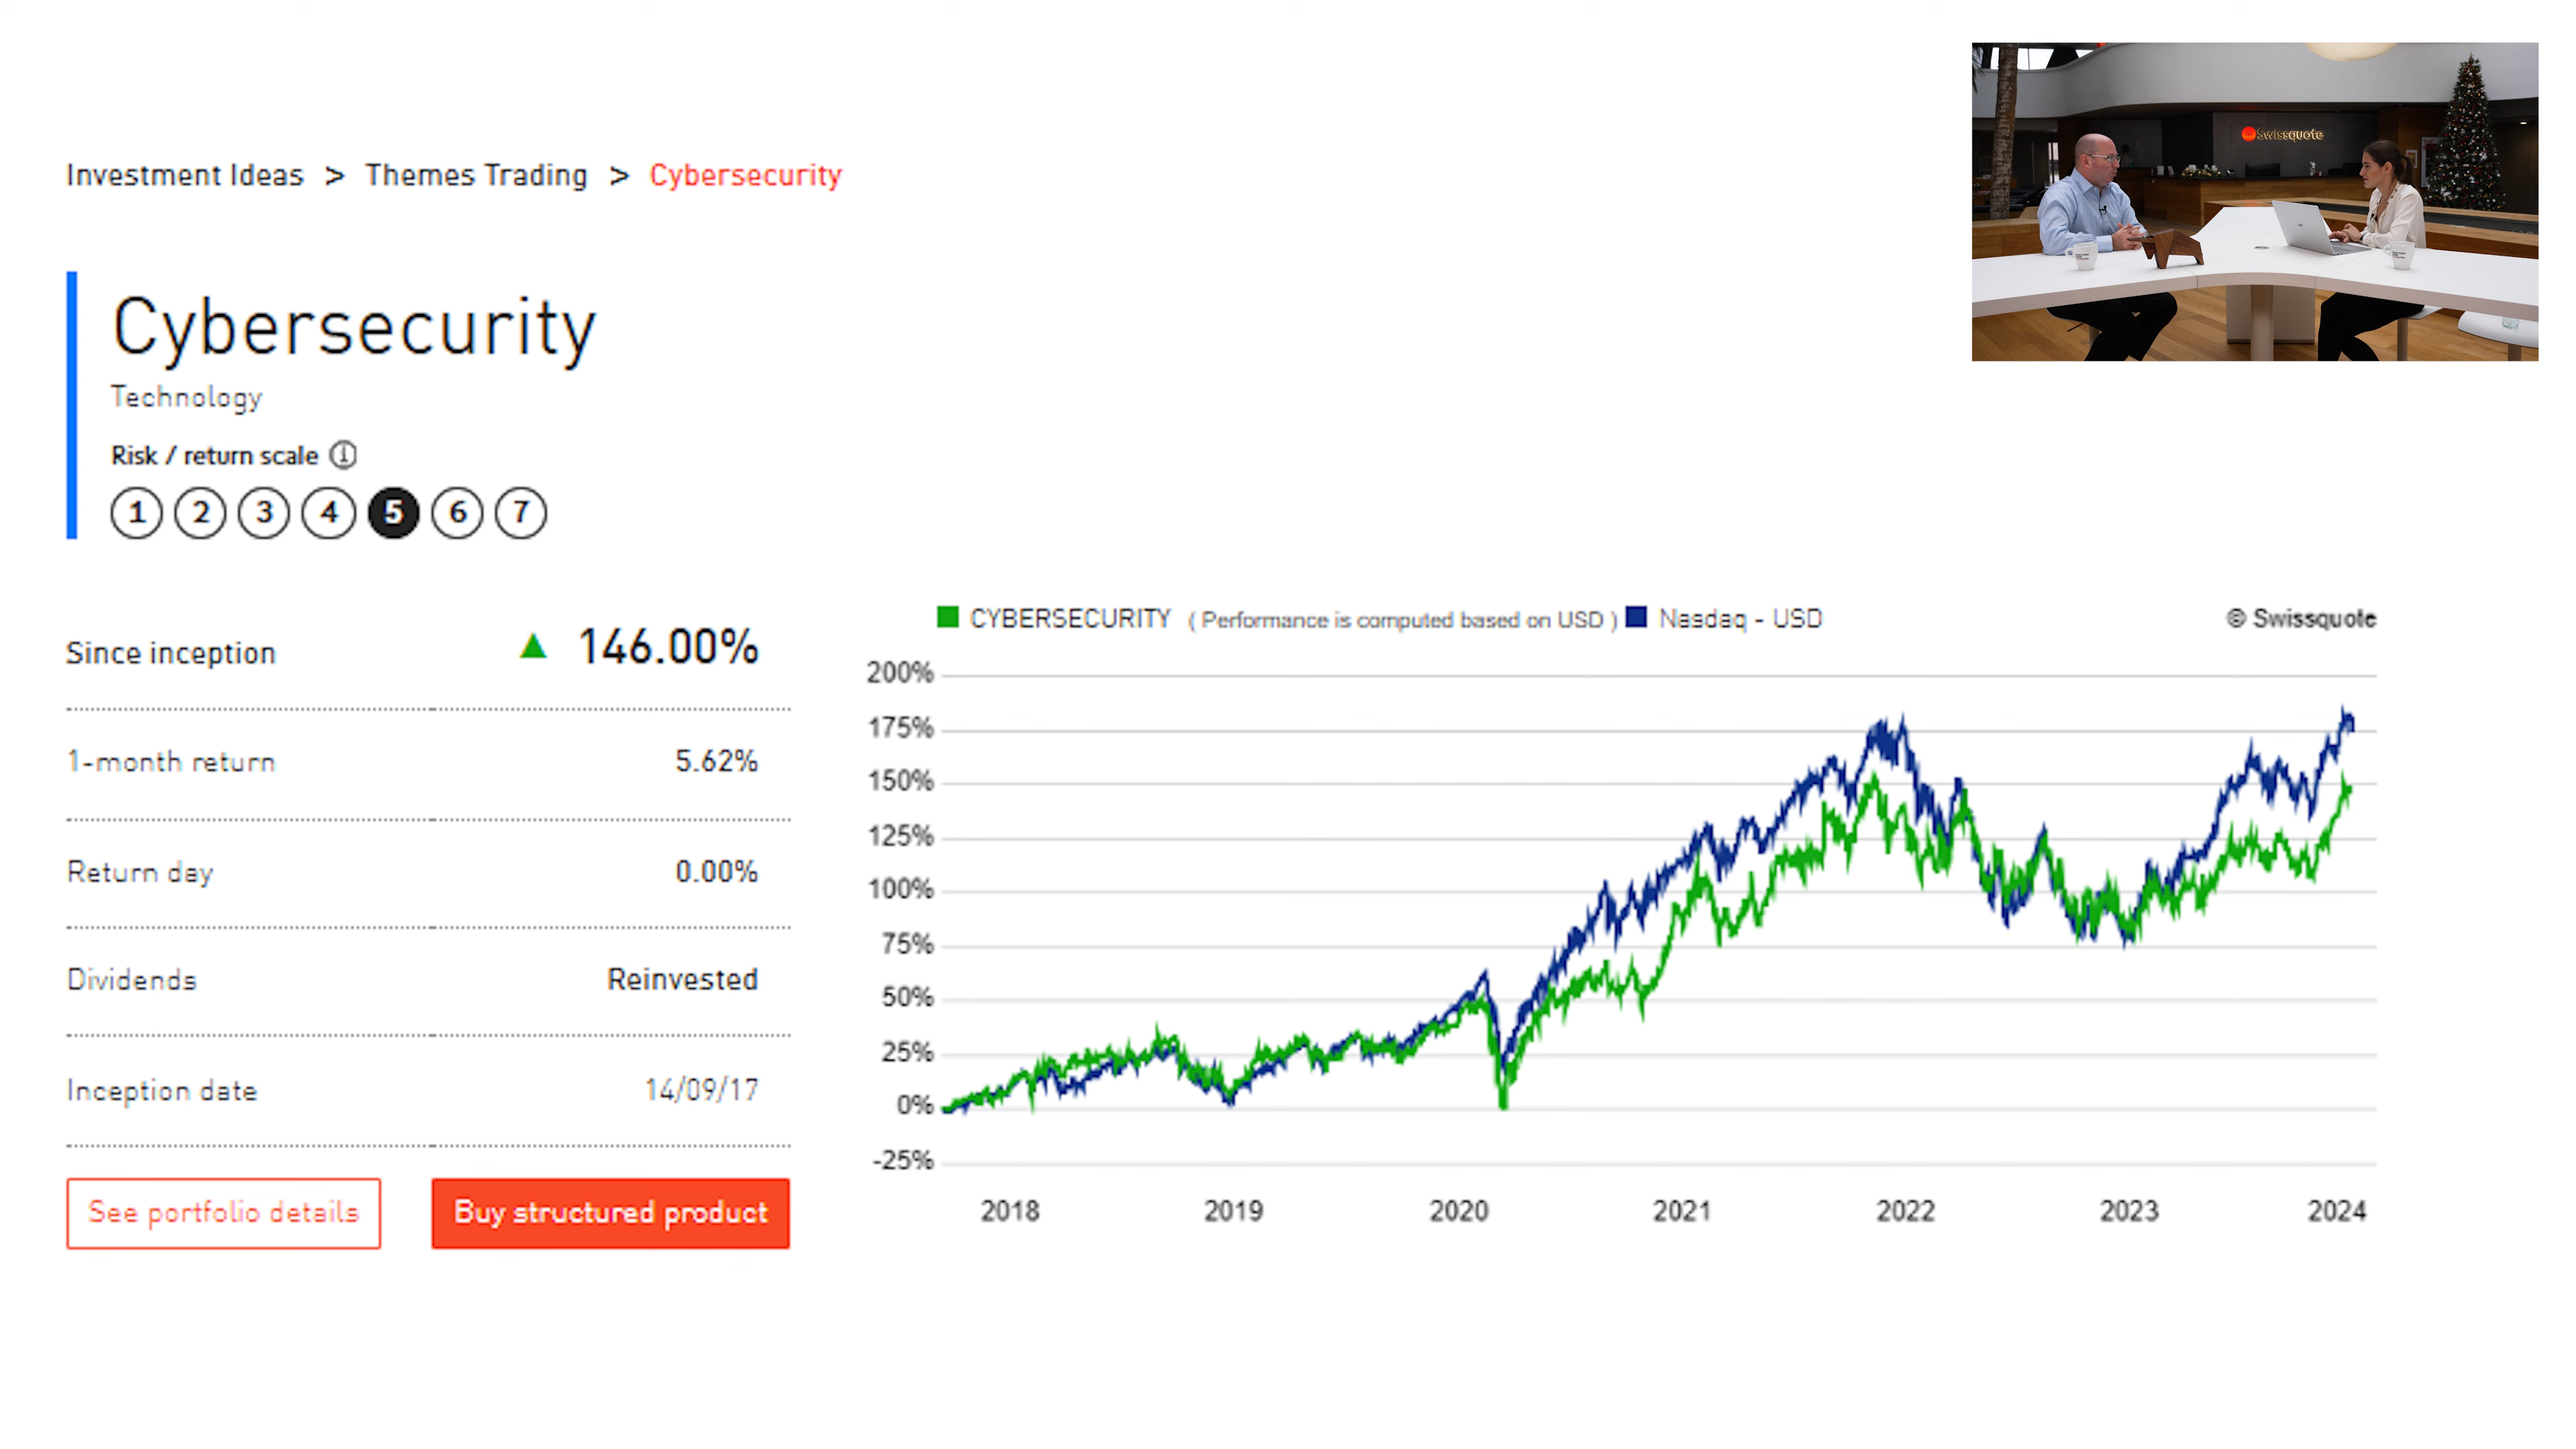 Swissquote
Investment Ideas > Themes Trading > Cybersecurity
Cybersecurity
Technology
Risk / return scale
1 2 3 4 5 6 7
Since inception ▲ 146.00%
1-month return 5.62%
Return day 0.00%
Dividends Reinvested
Inception date 14/09/17
See portfolio details
Buy structured product
CYBERSECURITY ( Performance is computed based on USD ) Nasdaq - USD
© Swissquote
200%
175%
150%
125%
100%
75%
50%
25%
0%
-25%
2018 2019 2020 2021 2022 2023 2024